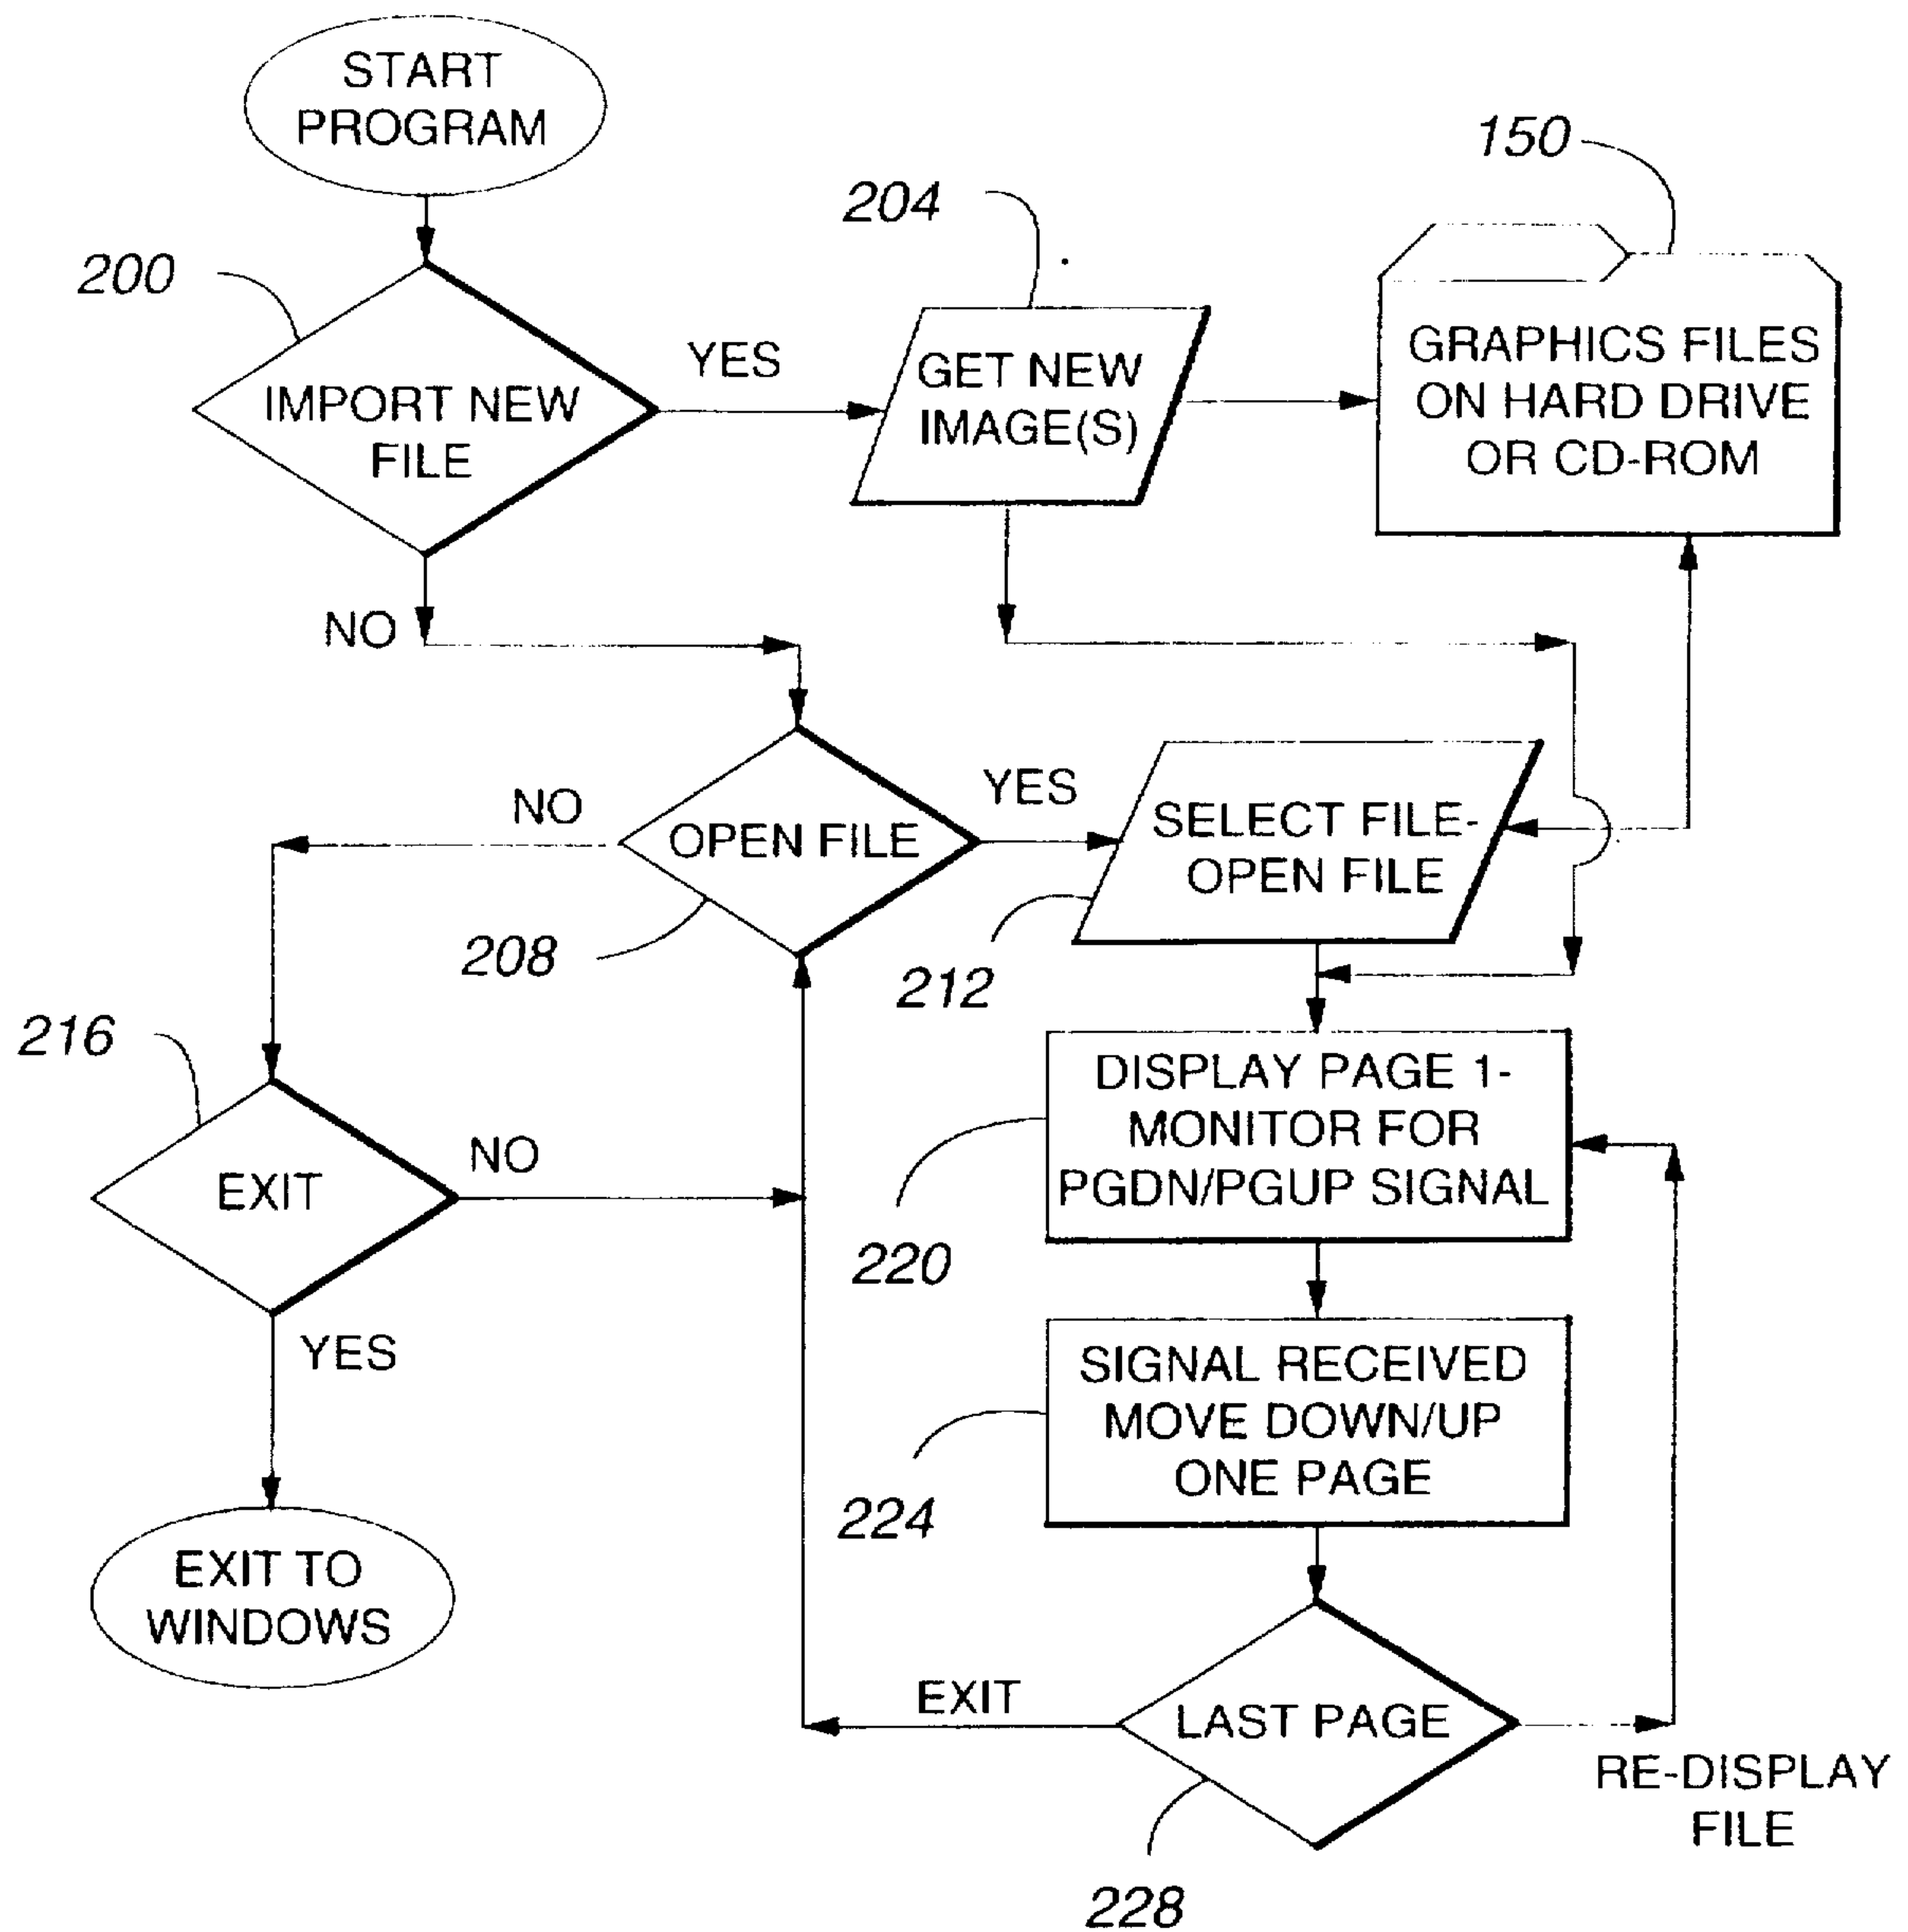 START
PROGRAM
150
204
200
GRAPHICS FILES
ON HARD DRIVE
OR CD-ROM
YES
GET NEW
IMAGE(S)
IMPORT NEW
FILE
NO
NO
YES
OPEN FILE
SELECT FILE-
OPEN FILE
208
212
216
DISPLAY PAGE 1-
MONITOR FOR
PGDN/PGUP SIGNAL
NO
EXIT
220
YES
SIGNAL RECEIVED
MOVE DOWN/UP
ONE PAGE
224
EXIT TO
WINDOWS
EXIT
LAST PAGE
RE-DISPLAY
FILE
228